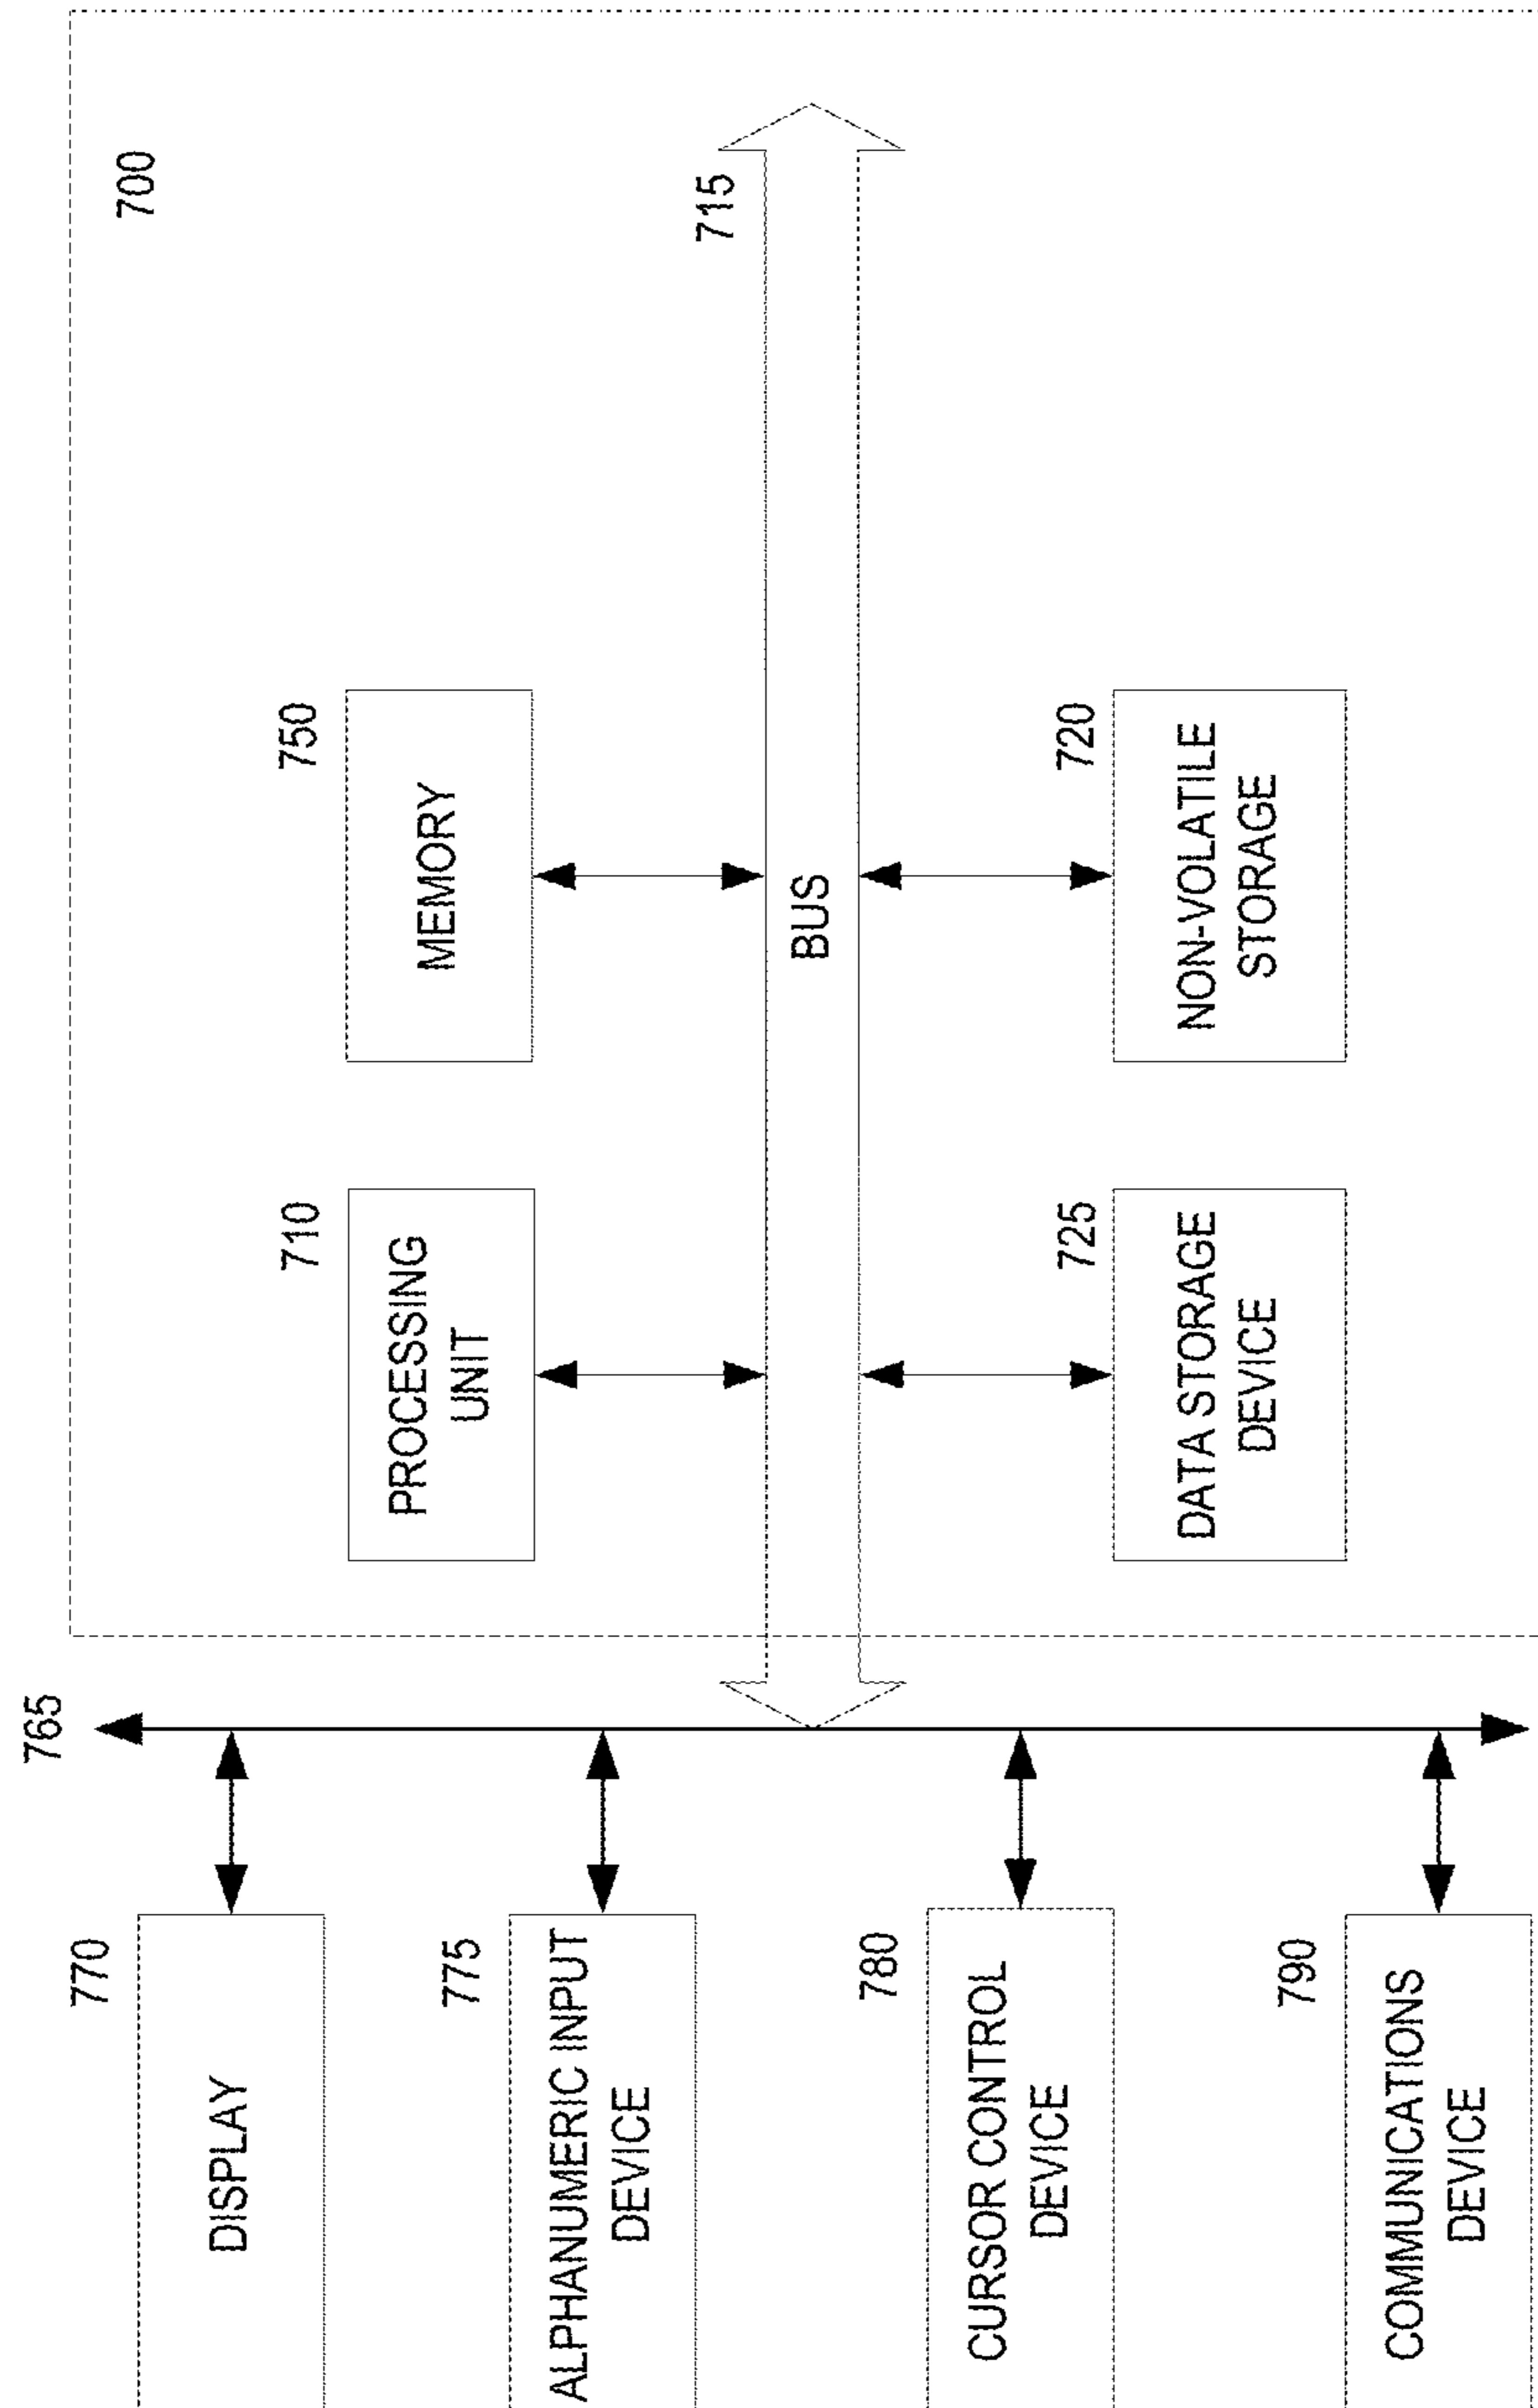 700
715
750
MEMORY
710
PROCESSING
UNIT
BUS
720
NON-VOLATILE
STORAGE
725
DATA STORAGE
DEVICE
765
770
DISPLAY
775
ALPHANUMERIC INPUT
DEVICE
780
CURSOR CONTROL
DEVICE
790
COMMUNICATIONS
DEVICE